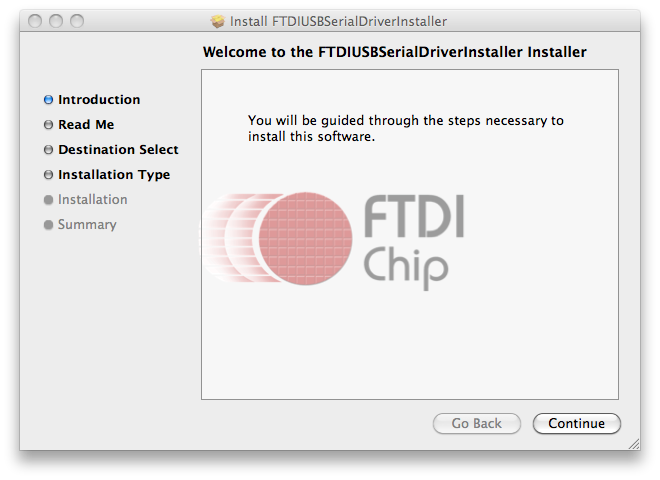 Install FTDIUSBSerialDriverInstaller
Welcome to the FTDIUSBSerialDriverInstaller Installer
Introduction
Read Me
Destination Select
Installation Type
Installation
Summary
You will be guided through the steps necessary to
install this software.
FTDI
Chip
Go Back
Continue